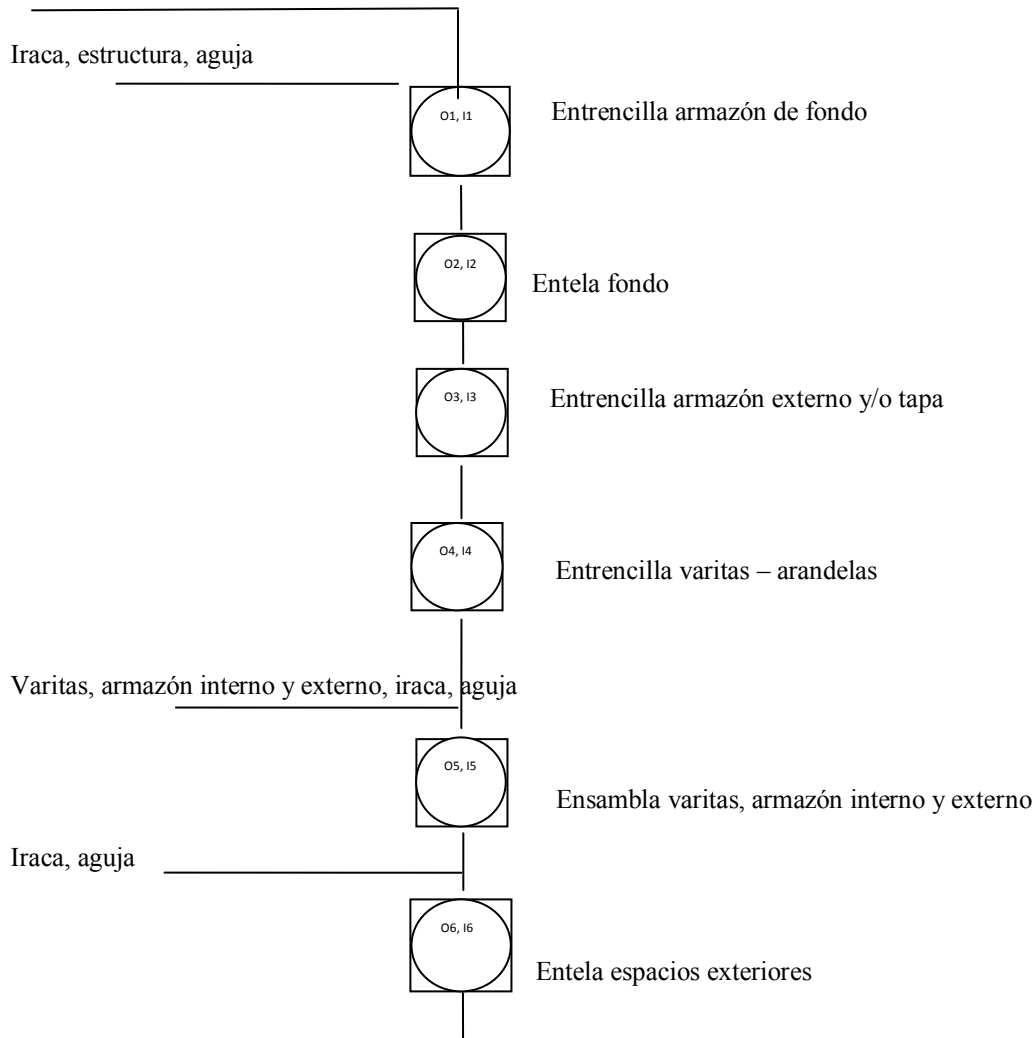 Iraca, estructura, aguja
O1, I1
Entrencilla armazón de fondo
O2, I2
Entela fondo
O3, I3
Entrencilla armazón externo y/o tapa
O4, I4
Entrencilla varitas – arandelas
Varitas, armazón interno y externo, iraca, aguja
O5, I5
Ensambla varitas, armazón interno y externo
Iraca, aguja
O6, I6
Entela espacios exteriores